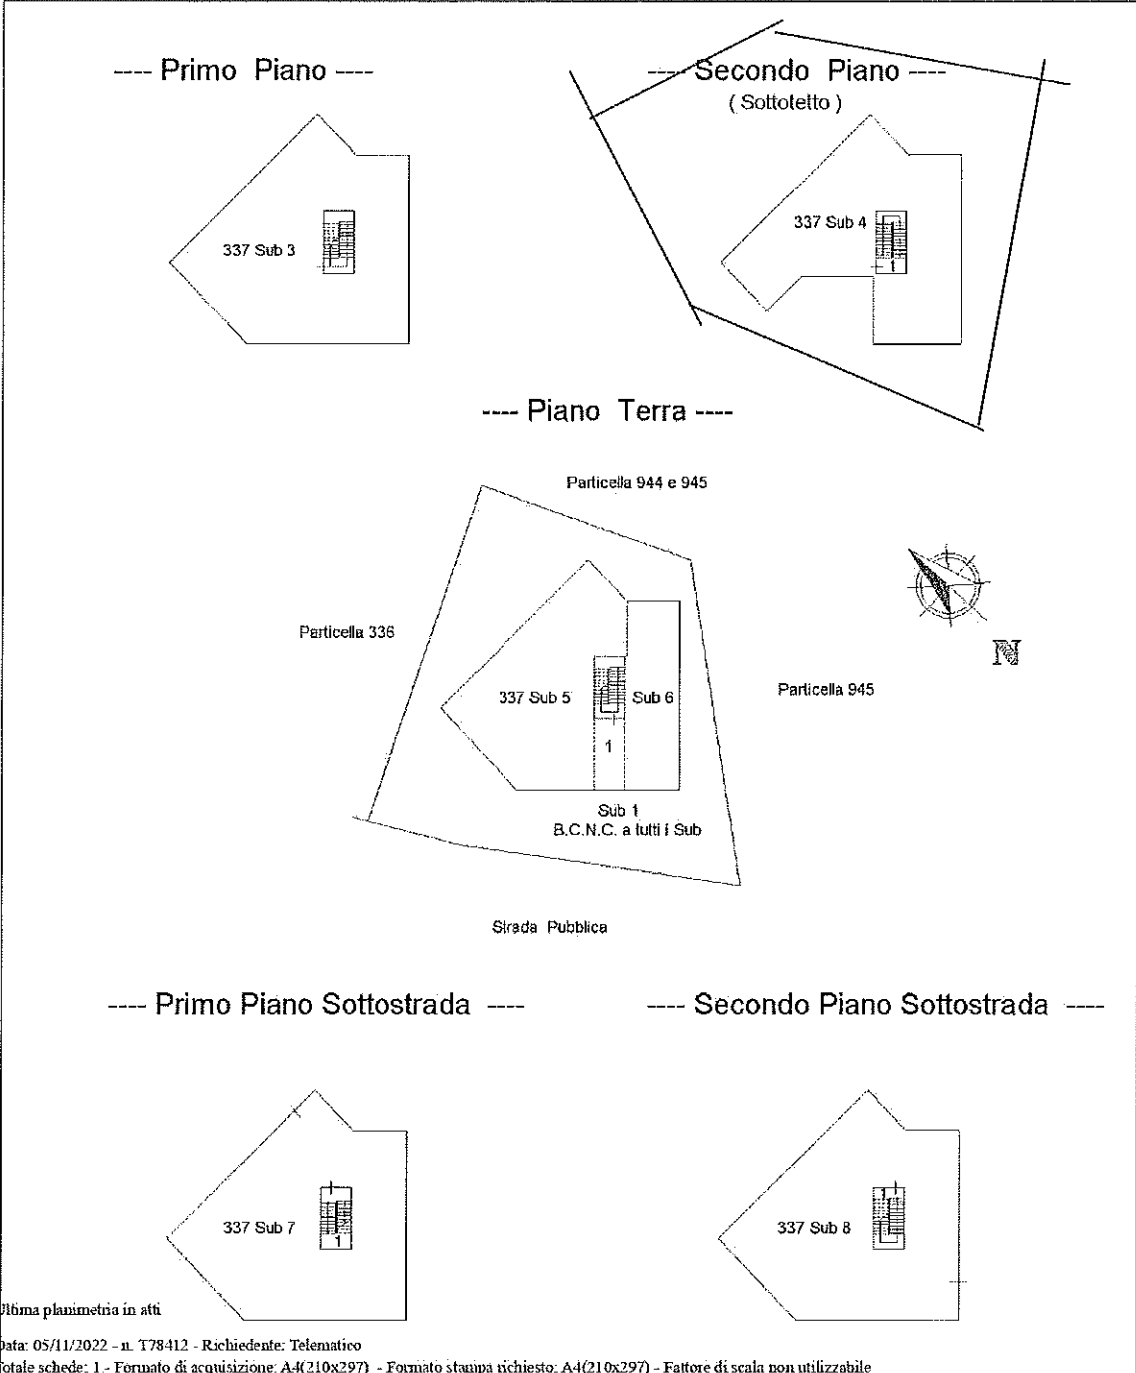 ---- Primo Piano ----
---- Secondo Piano ----
( Sottotetto )
337 Sub 3
337 Sub 4
1
---- Piano Terra ----
Particella 944 e 945
Particella 336
337 Sub 5
Sub 6
1
Particella 945
N
Sub 1
B.C.N.C. a tutti i Sub
Strada Pubblica
---- Primo Piano Sottostrada ----
---- Secondo Piano Sottostrada ----
337 Sub 7
1
337 Sub 8
1
Ultima planimetria in atti
Data: 05/11/2022 - n. T78412 - Richiedente: Telematico
Totale schede: 1 - Formato di acquisizione: A4(210x297) - Formato stampa richiesto: A4(210x297) - Fattore di scala non utilizzabile